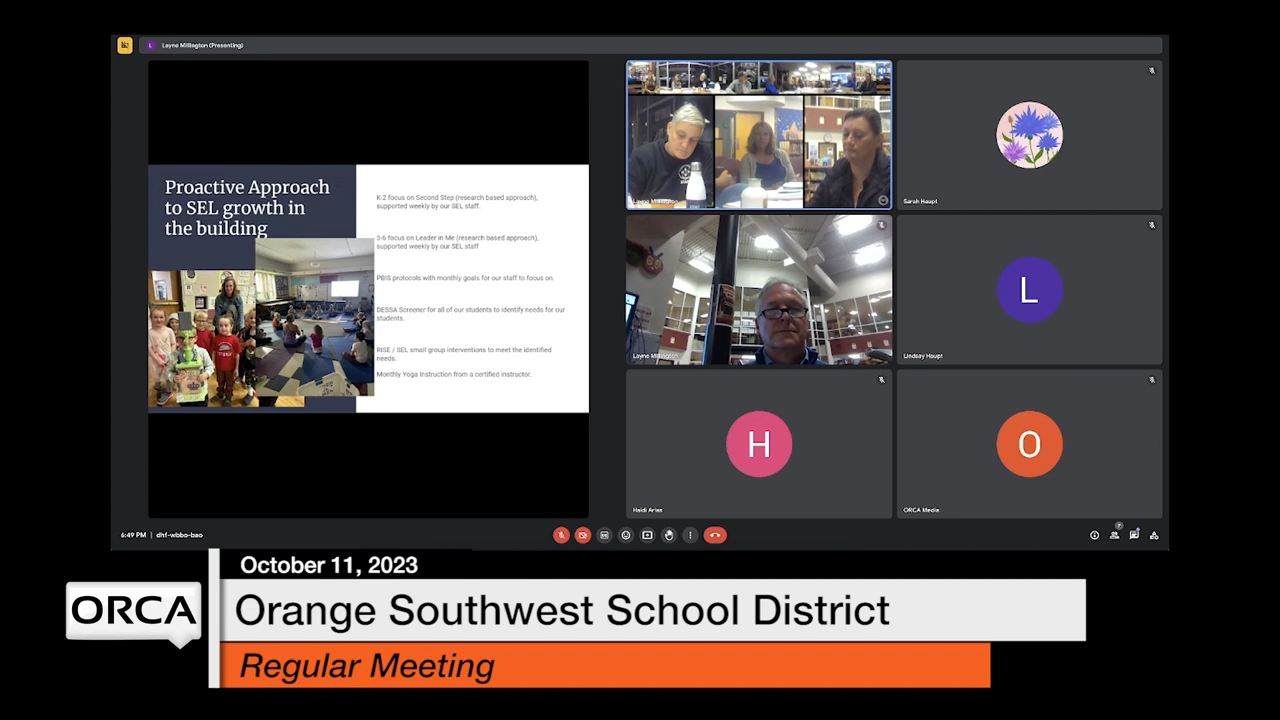 Layne Millington (Presenting)
Proactive Approach
to SEL growth in
the building
K-2 focus on Second Step (research based approach),
supported weekly by our SEL staff.
3-6 focus on Leader in Me (research based approach),
supported weekly by our SEL staff
PBIS protocols with monthly goals for our staff to focus on.
DESSA Screener for all of our students to identify needs for our
students.
RISE / SEL small group interventions to meet the identified
needs.
Monthly Yoga Instruction from a certified instructor.
Layne Millington
Sarah Haupt
Layne Millington
L
Lindsay Haupt
H
Haidi Arias
O
ORCA Media
6:49 PM | dhf-wbbo-bao
7
October 11, 2023
ORCA
Orange Southwest School District
Regular Meeting